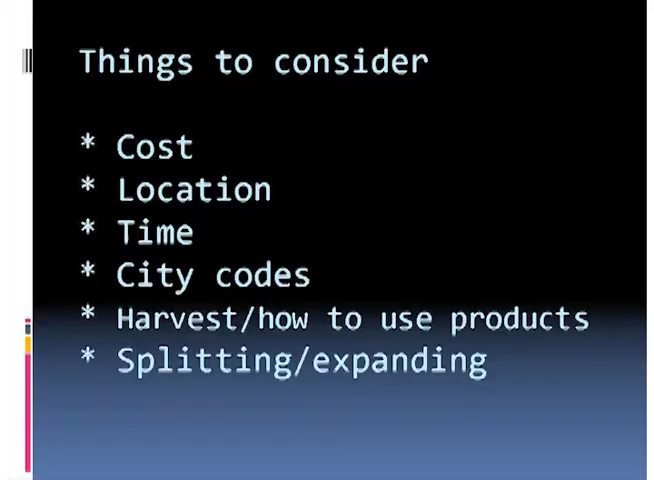 Things to consider
* Cost
* Location
* Time
* City codes
* Harvest/how to use products
* Splitting/expanding